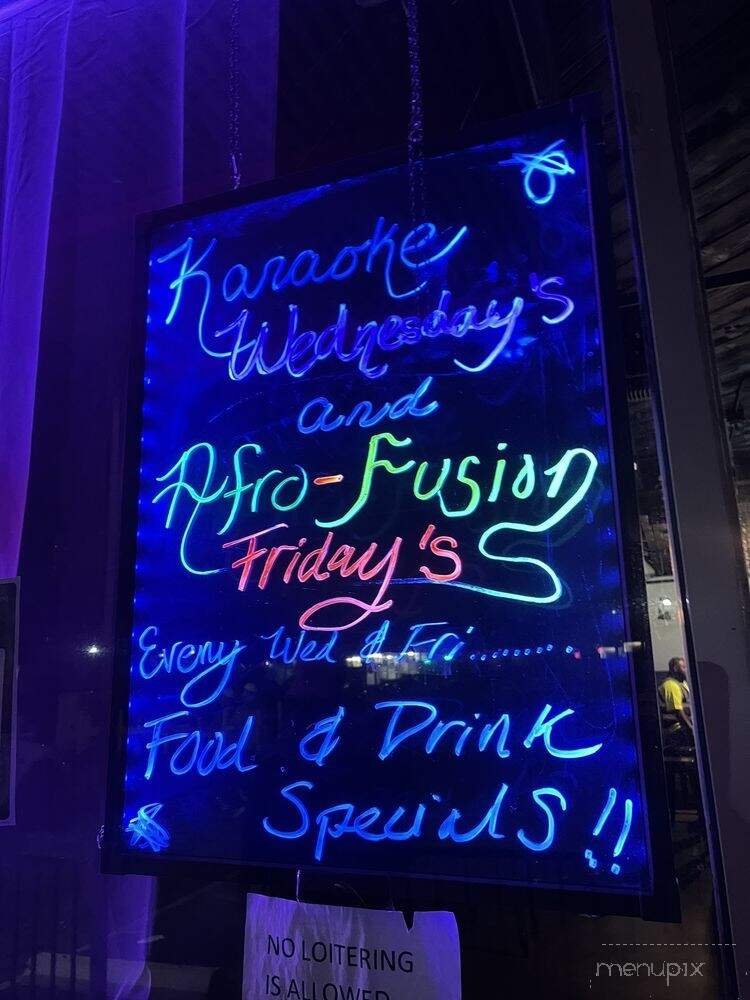 Karaoke
Wednesday's
and
Afro-Fusion
Friday's
Every Wed & Fri........
Food & Drink
Specials!!
NO LOITERING
IS ALLOWED
menupix